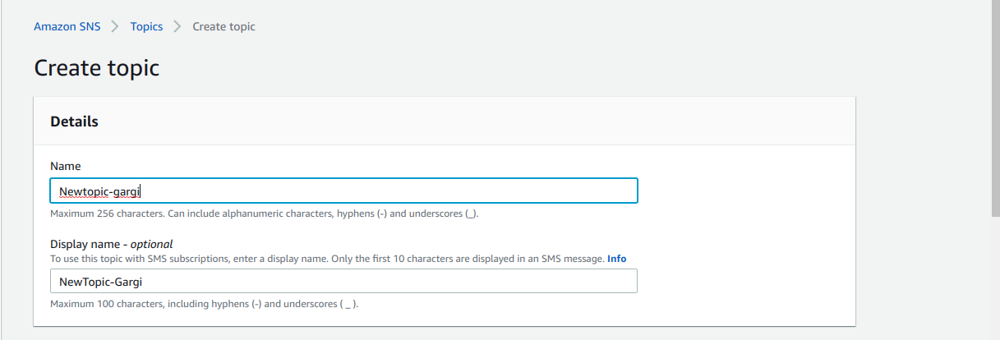 Amazon SNS > Topics > Create topic
Create topic
Details
Name
Newtopic-gargi
Maximum 256 characters. Can include alphanumeric characters, hyphens (-) and underscores (_).
Display name - optional
To use this topic with SMS subscriptions, enter a display name. Only the first 10 characters are displayed in an SMS message. Info
NewTopic-Gargi
Maximum 100 characters, including hyphens (-) and underscores ( _ ).